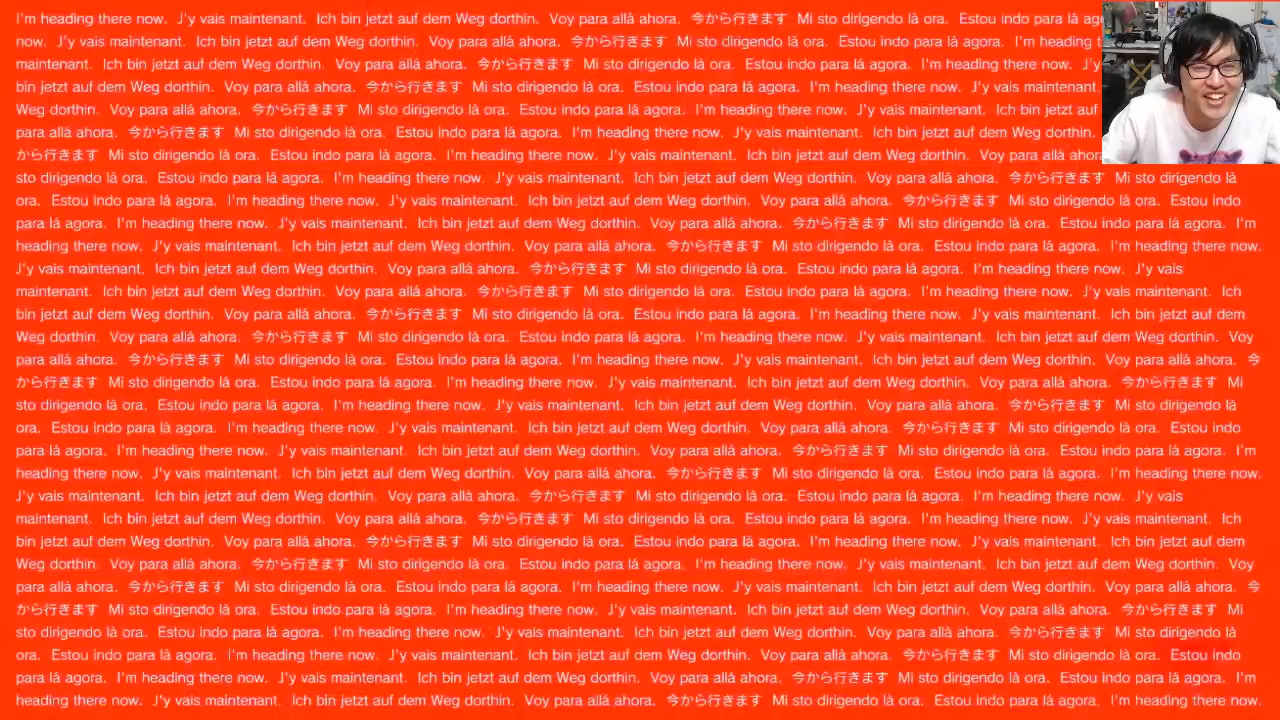 I'm heading there now.  J'y vais maintenant.  Ich bin jetzt auf dem Weg dorthin.  Voy para allá ahora.  今から行きます  Mi sto dirigendo là ora.  Estou indo para lá
now.  J'y vais maintenant.  Ich bin jetzt auf dem Weg dorthin.  Voy para allá ahora.  今から行きます  Mi sto dirigendo là ora.  Estou indo para lá agora.  I'm heading
maintenant.  Ich bin jetzt auf dem Weg dorthin.  Voy para allá ahora.  今から行きます  Mi sto dirigendo là ora.  Estou indo para lá agora.  I'm heading there now.  J'y
bin jetzt auf dem Weg dorthin.  Voy para allá ahora.  今から行きます  Mi sto dirigendo là ora.  Estou indo para lá agora.  I'm heading there now.  J'y vais maintenant.
Weg dorthin.  Voy para allá ahora.  今から行きます  Mi sto dirigendo là ora.  Estou indo para lá agora.  I'm heading there now.  J'y vais maintenant.  Ich bin jetzt auf
para allá ahora.  今から行きます  Mi sto dirigendo là ora.  Estou indo para lá agora.  I'm heading there now.  J'y vais maintenant.  Ich bin jetzt auf dem Weg dorthin.
から行きます  Mi sto dirigendo là ora.  Estou indo para lá agora.  I'm heading there now.  J'y vais maintenant.  Ich bin jetzt auf dem Weg dorthin.  Voy para allá
sto dirigendo là ora.  Estou indo para lá agora.  I'm heading there now.  J'y vais maintenant.  Ich bin jetzt auf dem Weg dorthin.  Voy para allá ahora.  今から行きます  Mi sto dirigendo là
ora.  Estou indo para lá agora.  I'm heading there now.  J'y vais maintenant.  Ich bin jetzt auf dem Weg dorthin.  Voy para allá ahora.  今から行きます  Mi sto dirigendo là ora.  Estou indo
para lá agora.  I'm heading there now.  J'y vais maintenant.  Ich bin jetzt auf dem Weg dorthin.  Voy para allá ahora.  今から行きます  Mi sto dirigendo là ora.  Estou indo para lá agora.  I'm
heading there now.  J'y vais maintenant.  Ich bin jetzt auf dem Weg dorthin.  Voy para allá ahora.  今から行きます  Mi sto dirigendo là ora.  Estou indo para lá agora.  I'm heading there now.
J'y vais maintenant.  Ich bin jetzt auf dem Weg dorthin.  Voy para allá ahora.  今から行きます  Mi sto dirigendo là ora.  Estou indo para lá agora.  I'm heading there now.  J'y vais
maintenant.  Ich bin jetzt auf dem Weg dorthin.  Voy para allá ahora.  今から行きます  Mi sto dirigendo là ora.  Estou indo para lá agora.  I'm heading there now.  J'y vais maintenant.  Ich
bin jetzt auf dem Weg dorthin.  Voy para allá ahora.  今から行きます  Mi sto dirigendo là ora.  Estou indo para lá agora.  I'm heading there now.  J'y vais maintenant.  Ich bin jetzt auf dem
Weg dorthin.  Voy para allá ahora.  今から行きます  Mi sto dirigendo là ora.  Estou indo para lá agora.  I'm heading there now.  J'y vais maintenant.  Ich bin jetzt auf dem Weg dorthin.  Voy
para allá ahora.  今から行きます  Mi sto dirigendo là ora.  Estou indo para lá agora.  I'm heading there now.  J'y vais maintenant.  Ich bin jetzt auf dem Weg dorthin.  Voy para allá ahora.  今
から行きます  Mi sto dirigendo là ora.  Estou indo para lá agora.  I'm heading there now.  J'y vais maintenant.  Ich bin jetzt auf dem Weg dorthin.  Voy para allá ahora.  今から行きます  Mi
sto dirigendo là ora.  Estou indo para lá agora.  I'm heading there now.  J'y vais maintenant.  Ich bin jetzt auf dem Weg dorthin.  Voy para allá ahora.  今から行きます  Mi sto dirigendo là
ora.  Estou indo para lá agora.  I'm heading there now.  J'y vais maintenant.  Ich bin jetzt auf dem Weg dorthin.  Voy para allá ahora.  今から行きます  Mi sto dirigendo là ora.  Estou indo
para lá agora.  I'm heading there now.  J'y vais maintenant.  Ich bin jetzt auf dem Weg dorthin.  Voy para allá ahora.  今から行きます  Mi sto dirigendo là ora.  Estou indo para lá agora.  I'm
heading there now.  J'y vais maintenant.  Ich bin jetzt auf dem Weg dorthin.  Voy para allá ahora.  今から行きます  Mi sto dirigendo là ora.  Estou indo para lá agora.  I'm heading there now.
J'y vais maintenant.  Ich bin jetzt auf dem Weg dorthin.  Voy para allá ahora.  今から行きます  Mi sto dirigendo là ora.  Estou indo para lá agora.  I'm heading there now.  J'y vais
maintenant.  Ich bin jetzt auf dem Weg dorthin.  Voy para allá ahora.  今から行きます  Mi sto dirigendo là ora.  Estou indo para lá agora.  I'm heading there now.  J'y vais maintenant.  Ich
bin jetzt auf dem Weg dorthin.  Voy para allá ahora.  今から行きます  Mi sto dirigendo là ora.  Estou indo para lá agora.  I'm heading there now.  J'y vais maintenant.  Ich bin jetzt auf dem
Weg dorthin.  Voy para allá ahora.  今から行きます  Mi sto dirigendo là ora.  Estou indo para lá agora.  I'm heading there now.  J'y vais maintenant.  Ich bin jetzt auf dem Weg dorthin.  Voy
para allá ahora.  今から行きます  Mi sto dirigendo là ora.  Estou indo para lá agora.  I'm heading there now.  J'y vais maintenant.  Ich bin jetzt auf dem Weg dorthin.  Voy para allá ahora.  今
から行きます  Mi sto dirigendo là ora.  Estou indo para lá agora.  I'm heading there now.  J'y vais maintenant.  Ich bin jetzt auf dem Weg dorthin.  Voy para allá ahora.  今から行きます  Mi
sto dirigendo là ora.  Estou indo para lá agora.  I'm heading there now.  J'y vais maintenant.  Ich bin jetzt auf dem Weg dorthin.  Voy para allá ahora.  今から行きます  Mi sto dirigendo là
ora.  Estou indo para lá agora.  I'm heading there now.  J'y vais maintenant.  Ich bin jetzt auf dem Weg dorthin.  Voy para allá ahora.  今から行きます  Mi sto dirigendo là ora.  Estou indo
para lá agora.  I'm heading there now.  J'y vais maintenant.  Ich bin jetzt auf dem Weg dorthin.  Voy para allá ahora.  今から行きます  Mi sto dirigendo là ora.  Estou indo para lá agora.  I'm
heading there now.  J'y vais maintenant.  Ich bin jetzt auf dem Weg dorthin.  Voy para allá ahora.  今から行きます  Mi sto dirigendo là ora.  Estou indo para lá agora.  I'm heading there now.